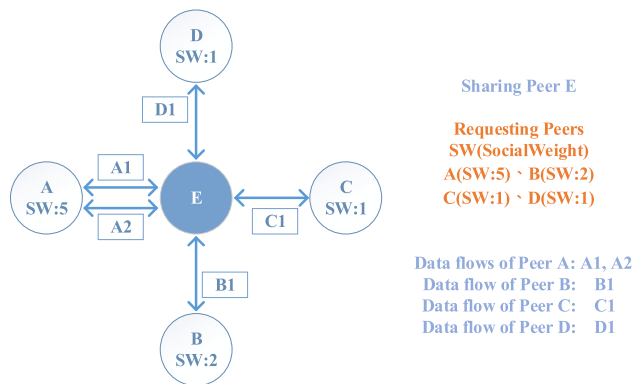 D
SW:1
D1
A
SW:5
A1
A2
E
C
SW:1
C1
B1
B
SW:2
Sharing Peer E
Requesting Peers
SW(SocialWeight)
A(SW:5)、B(SW:2)
C(SW:1)、D(SW:1)
Data flows of Peer A: A1, A2
Data flow of Peer B: B1
Data flow of Peer C: C1
Data flow of Peer D: D1